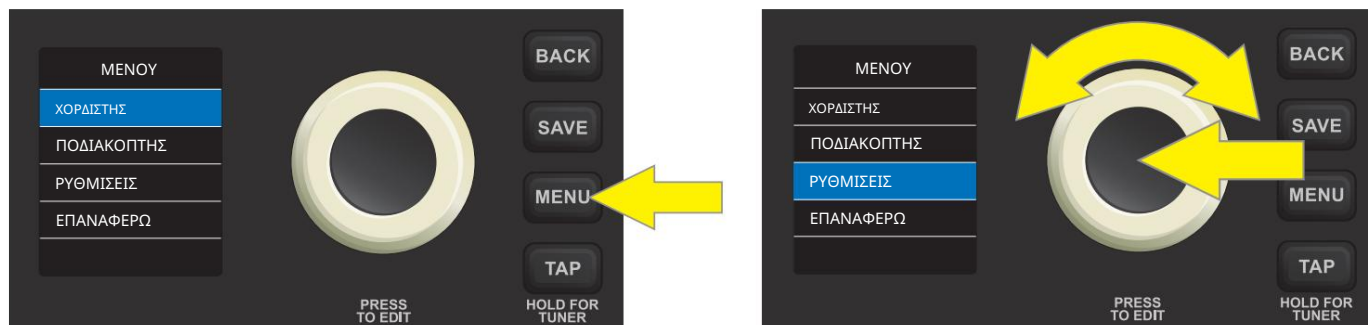 ΜΕΝΟΥ
ΧΟΡΔΙΣΤΗΣ
ΠΟΔΙΑΚΟΠΤΗΣ
ΡΥΘΜΙΣΕΙΣ
ΕΠΑΝΑΦΕΡΩ
PRESS
TO EDIT
BACK
SAVE
MENU
TAP
HOLD FOR
TUNER
ΜΕΝΟΥ
ΧΟΡΔΙΣΤΗΣ
ΠΟΔΙΑΚΟΠΤΗΣ
ΡΥΘΜΙΣΕΙΣ
ΕΠΑΝΑΦΕΡΩ
PRESS
TO EDIT
BACK
SAVE
MENU
TAP
HOLD FOR
TUNER